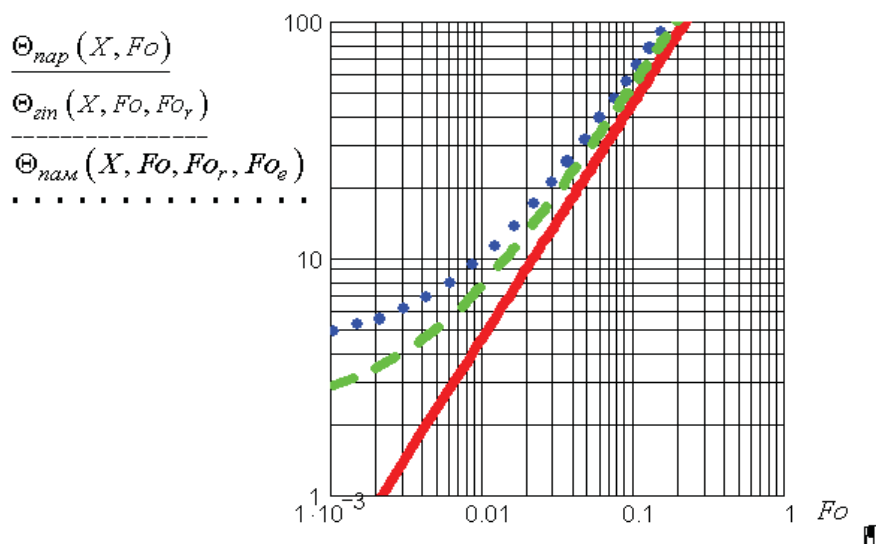 Θ_пар (X, Fo)
Θ_гіп (X, Fo, Fo_r)
Θ_пам (X, Fo, Fo_r, Fo_e)
100
10
1
1·10⁻³ 0.01 0.1 1 Fo